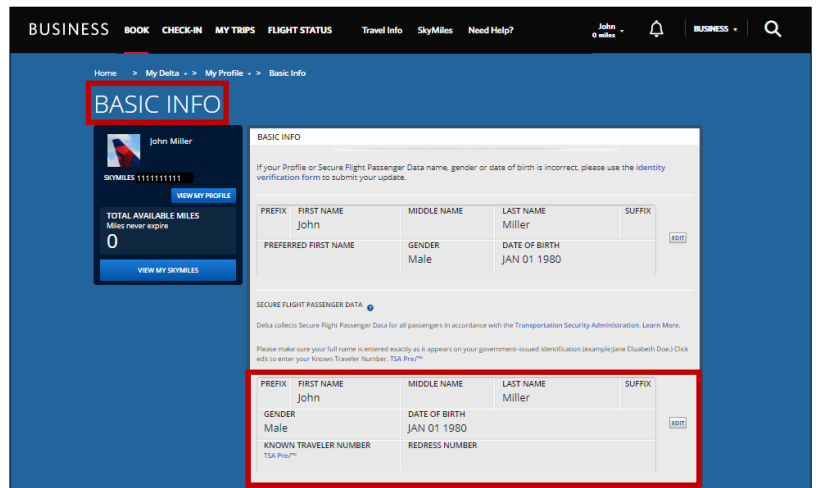 BUSINESS BOOK CHECK-IN MY TRIPS FLIGHT STATUS Travel Info SkyMiles Need Help? John 0 miles BUSINESS
Home > My Delta > My Profile > Basic Info
BASIC INFO
John Miller
SKYMILES 1111111111
VIEW MY PROFILE
TOTAL AVAILABLE MILES
Miles never expire
0
VIEW MY SKYMILES
BASIC INFO
If your Profile or Secure Flight Passenger Data name, gender or date of birth is incorrect, please use the identity
verification form to submit your update.
PREFIX FIRST NAME MIDDLE NAME LAST NAME SUFFIX
John Miller
EDIT
PREFERRED FIRST NAME GENDER DATE OF BIRTH
Male JAN 01 1980
SECURE FLIGHT PASSENGER DATA ?
Delta collects Secure Flight Passenger Data for all passengers in accordance with the Transportation Security Administration. Learn More.
Please make sure your full name is entered exactly as it appears on your government-issued identification (example:Jane Elizabeth Doe.) Click
edit to enter your Known Traveler Number. TSA Pre✓™
PREFIX FIRST NAME MIDDLE NAME LAST NAME SUFFIX
John Miller
GENDER DATE OF BIRTH
Male JAN 01 1980
EDIT
KNOWN TRAVELER NUMBER REDRESS NUMBER
TSA Pre✓™